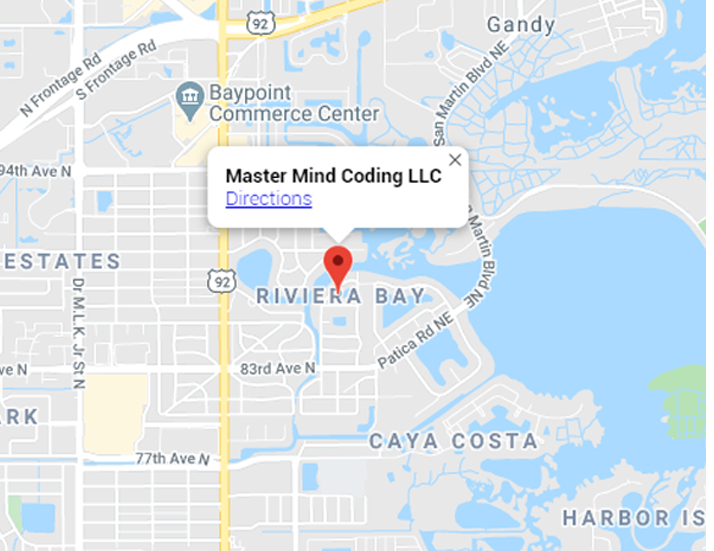 92
Gandy
N Frontage Rd
S Frontage Rd
San Martin Blvd NE
Baypoint
Commerce Center
94th Ave N
Master Mind Coding LLC
Directions
Martin Blvd NE
ESTATES
92
Dr M.L.K. Jr St N
RIVIERA BAY
Patica Rd NE
ve N
83rd Ave N
ARK
CAYA COSTA
77th Ave N
HARBOR IS